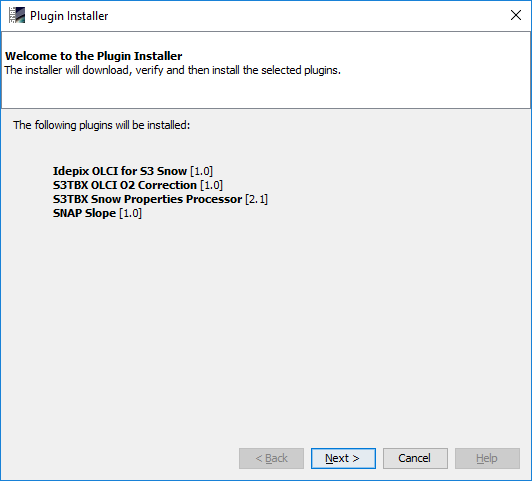 Plugin Installer
Welcome to the Plugin Installer
The installer will download, verify and then install the selected plugins.
The following plugins will be installed:
Idepix OLCI for S3 Snow [1.0]
S3TBX OLCI O2 Correction [1.0]
S3TBX Snow Properties Processor [2.1]
SNAP Slope [1.0]
< Back Next > Cancel Help